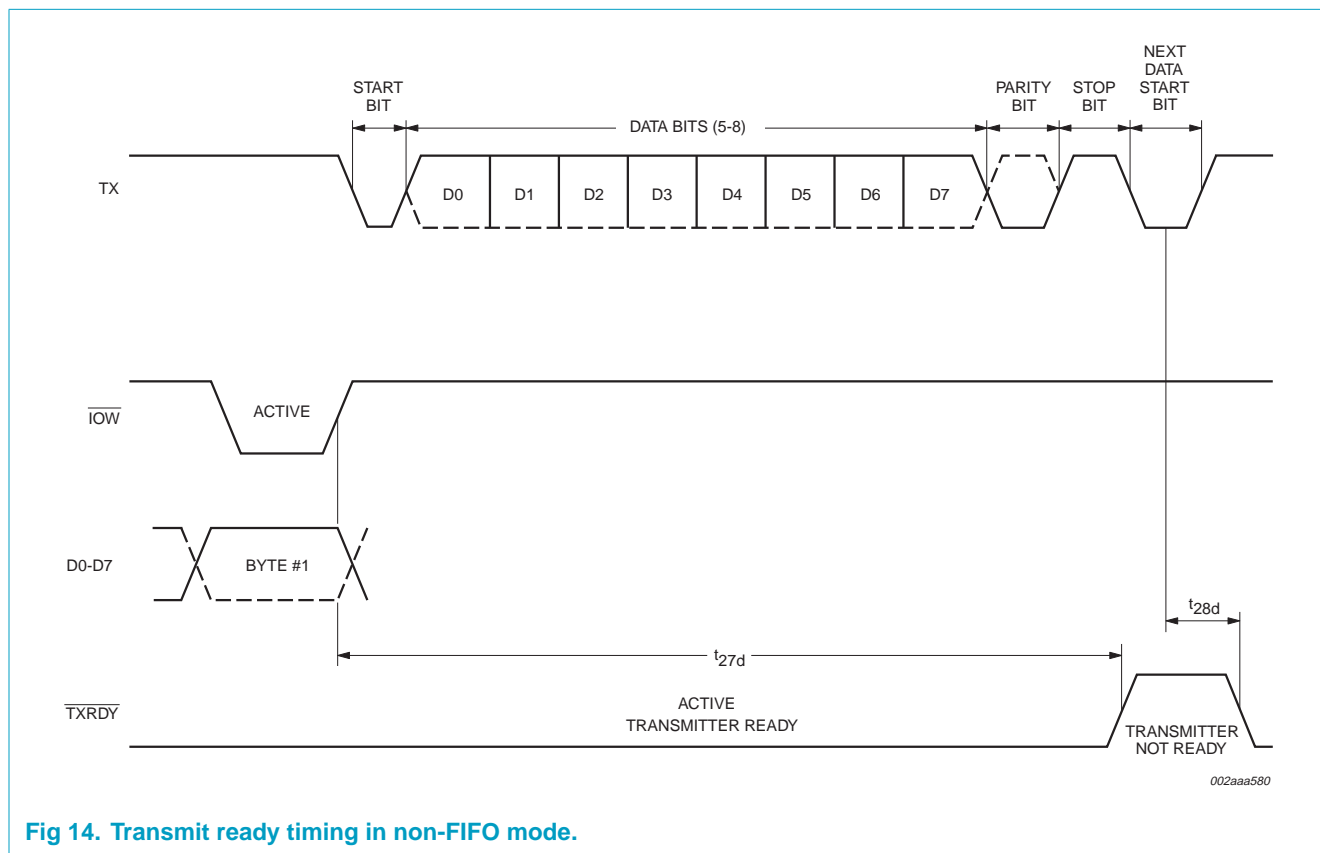 START
BIT
DATA BITS (5-8)
PARITY
BIT
STOP
BIT
NEXT
DATA
START
BIT
TX
D0 D1 D2 D3 D4 D5 D6 D7
IOW
ACTIVE
D0-D7
BYTE #1
t28d
t27d
TXRDY
ACTIVE
TRANSMITTER READY
TRANSMITTER
NOT READY
002aaa580
Fig 14. Transmit ready timing in non-FIFO mode.